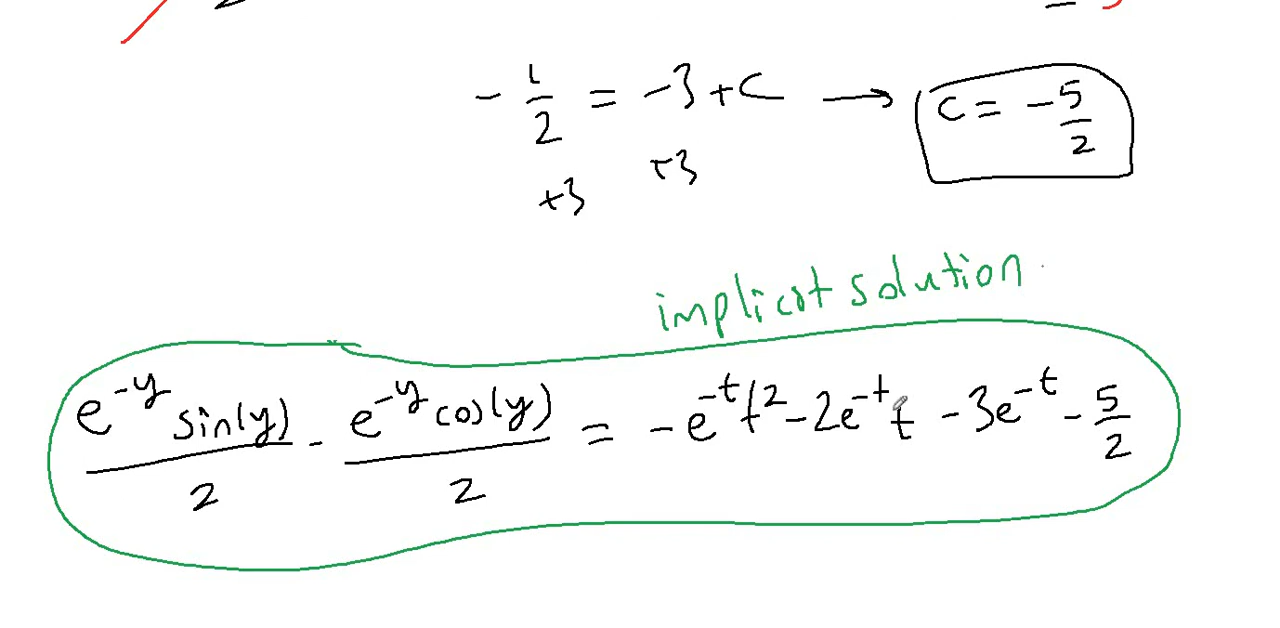 -1/2 = -3 + C → C = -5/2
+3 +3
implicit solution
e^{-y} sin(y)/2 - e^{-y} cos(y)/2 = -e^{-t}t^2 - 2e^{-t}t - 3e^{-t} - 5/2